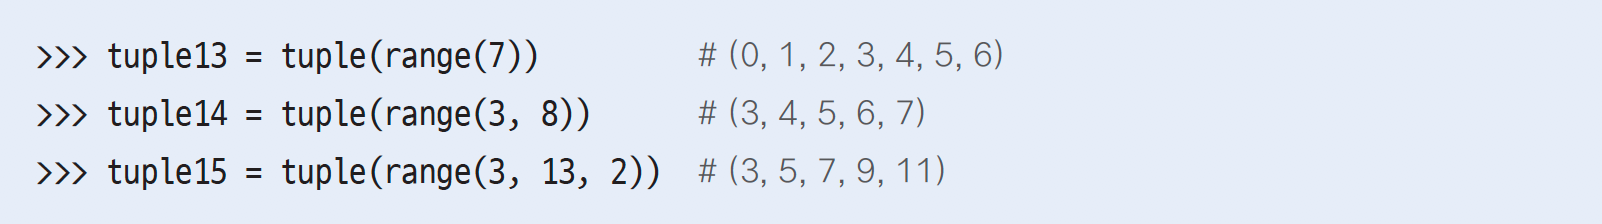 >>> tuple13 = tuple(range(7)) # (0, 1, 2, 3, 4, 5, 6)
>>> tuple14 = tuple(range(3, 8)) # (3, 4, 5, 6, 7)
>>> tuple15 = tuple(range(3, 13, 2)) # (3, 5, 7, 9, 11)